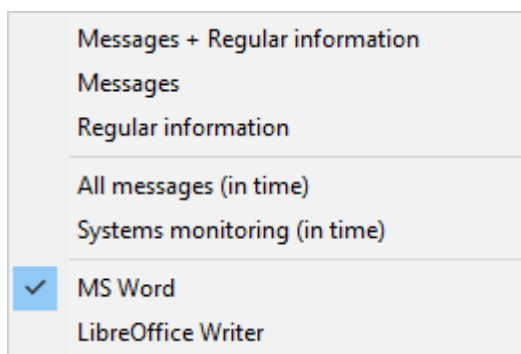 Messages + Regular information
Messages
Regular information
All messages (in time)
Systems monitoring (in time)
MS Word
LibreOffice Writer